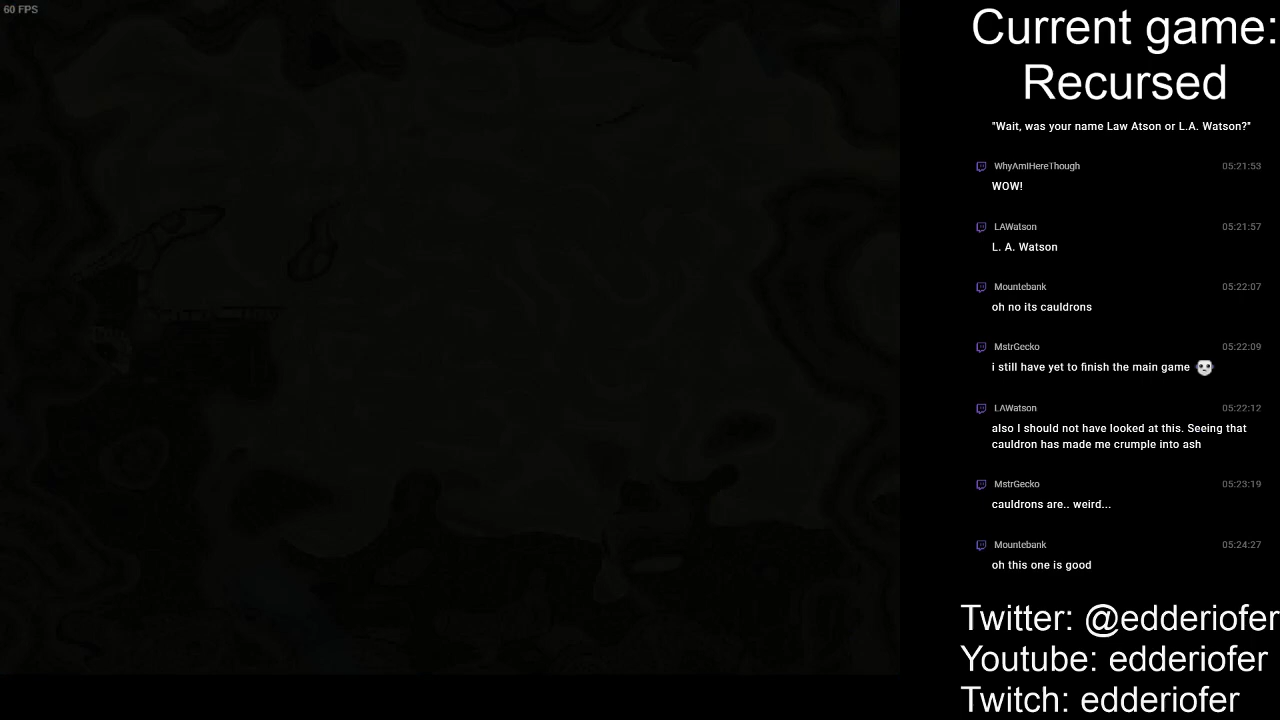 60 FPS
Current game:
Recursed
"Wait, was your name Law Atson or L.A. Watson?"
WhyAmIHereThough 05:21:53
WOW!
LAWatson 05:21:57
L. A. Watson
Mountebank 05:22:07
oh no its cauldrons
MstrGecko 05:22:09
i still have yet to finish the main game
LAWatson 05:22:12
also I should not have looked at this. Seeing that
cauldron has made me crumple into ash
MstrGecko 05:23:19
cauldrons are.. weird...
Mountebank 05:24:27
oh this one is good
Twitter: @edderiofer
Youtube: edderiofer
Twitch: edderiofer